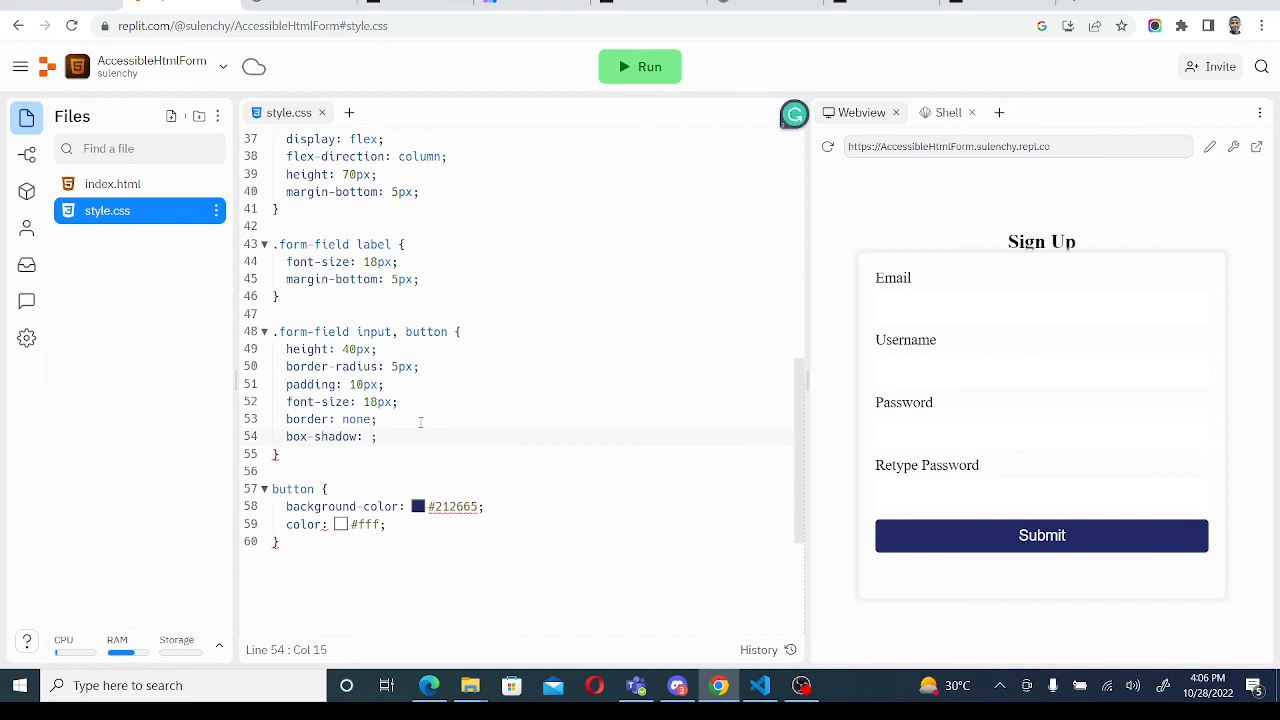 replit.com/@sulenchy/AccessibleHtmlForm#style.css
AccessibleHtmlForm
sulenchy
Run
Invite
Files
style.css
Webview
Shell
Find a file
https://AccessibleHtmlForm.sulenchy.repl.co
index.html
style.css
37 display: flex;
38 flex-direction: column;
39 height: 70px;
40 margin-bottom: 5px;
41 }
42
43 .form-field label {
44 font-size: 18px;
45 margin-bottom: 5px;
46 }
47
48 .form-field input, button {
49 height: 40px;
50 border-radius: 5px;
51 padding: 10px;
52 font-size: 18px;
53 border: none;
54 box-shadow: ;
55 }
56
57 button {
58 background-color: #212665;
59 color: #fff;
60 }
Sign Up
Email
Username
Password
Retype Password
Submit
CPU
RAM
Storage
Line 54 : Col 15
History
Type here to search
3
30°C
4:06 PM
10/28/2022